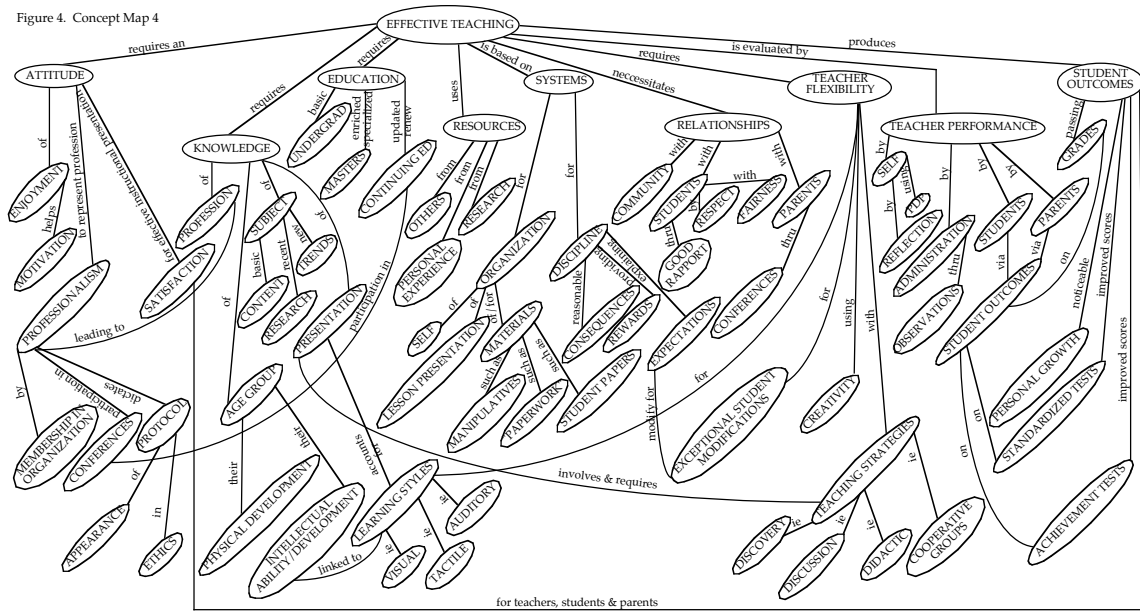 Figure 4.  Concept Map 4
EFFECTIVE TEACHING
requires an
requires
requires
uses
is based on
neccessitates
requires
is evaluated by
produces
ATTITUDE
EDUCATION
SYSTEMS
TEACHER
FLEXIBILITY
STUDENT
OUTCOMES
KNOWLEDGE
RESOURCES
RELATIONSHIPS
TEACHER PERFORMANCE
of
to represent profession
for effective instructional presentation
ENJOYMENT
helps
MOTIVATION
PROFESSIONALISM
SATISFACTION
leading to
by
participation in
dictates
MEMBERSHIP IN
ORGANIZATION
CONFERENCES
PROTOCOL
of
in
APPEARANCE
ETHICS
basic
enriched
specialized
updated
renew
UNDERGRAD
MASTERS
CONTINUING ED.
participation in
of
of
of
of
new
PROFESSION
SUBJECT
TRENDS
basic
recent
CONTENT
RESEARCH
PRESENTATION
AGE GROUP
their
their
accounts
for
PHYSICAL DEVELOPMENT
INTELLECTUAL
ABILITY/DEVELOPMENT
LEARNING STYLES
linked to
ie
ie
ie
VISUAL
TACTILE
AUDITORY
from
from
from
OTHERS
PERSONAL
EXPERIENCE
RESEARCH
for
for
ORGANIZATION
of
of
of / for
SELF
LESSON PRESENTATION
MATERIALS
such as
such as
such as
MANIPULATIVES
PAPERWORK
STUDENT PAPERS
DISCIPLINE
reasonable
providing
explaining
CONSEQUENCES
REWARDS
EXPECTATIONS
modify for
with
with
with
with
COMMUNITY
STUDENTS
by
RESPECT
FAIRNESS
PARENTS
thru
GOOD
RAPPORT
thru
CONFERENCES
for
for
using
with
EXCEPTIONAL STUDENT
MODIFICATIONS
CREATIVITY
TEACHING STRATEGIES
involves & requires
ie
ie
ie
ie
DISCOVERY
DISCUSSION
DIDACTIC
COOPERATIVE
GROUPS
by
by
by
by
SELF
using
by
PDP
REFLECTION
ADMINISTRATION
STUDENTS
PARENTS
thru
via
via
OBSERVATIONS
STUDENT OUTCOMES
on
on
on
passing
GRADES
noticeable
improved scores
improved scores
PERSONAL GROWTH
STANDARDIZED TESTS
ACHIEVEMENT TESTS
for teachers, students & parents